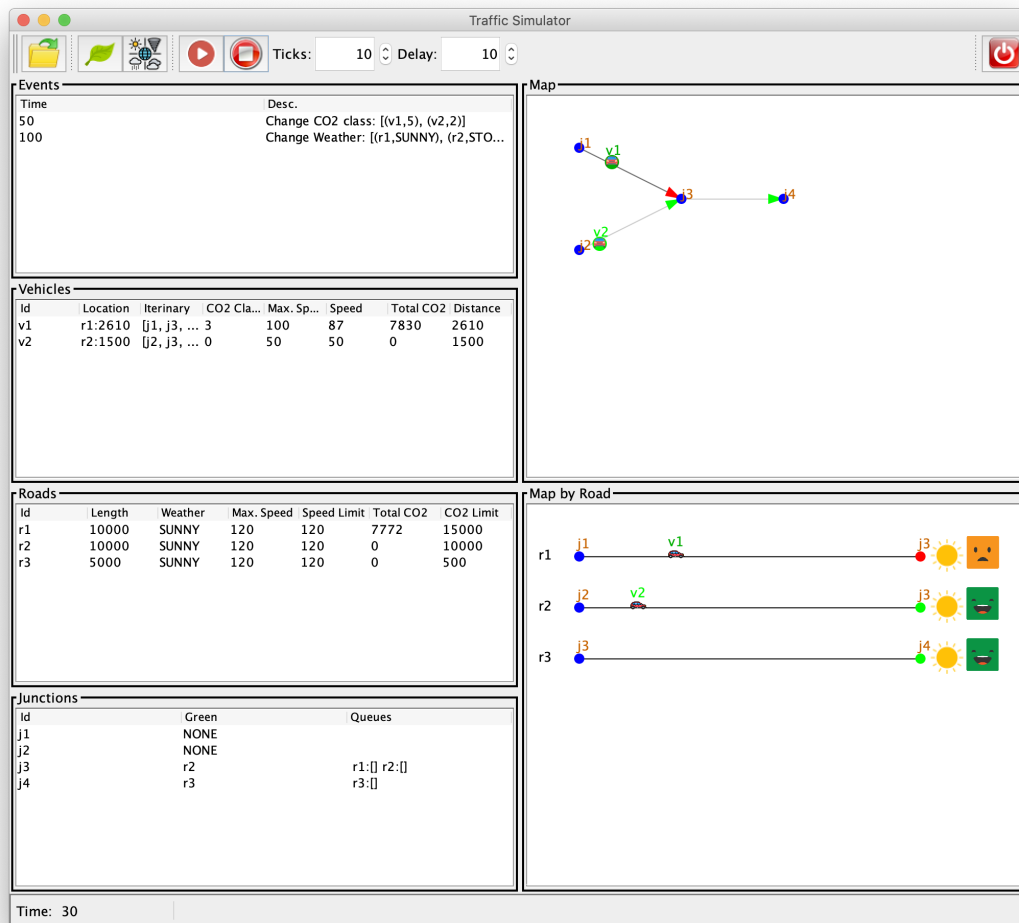 Traffic Simulator
Ticks: 10 Delay: 10
Events
Time Desc.
50 Change CO2 class: [(v1,5), (v2,2)]
100 Change Weather: [(r1,SUNNY), (r2,STO...
Vehicles
Id Location Iterinary CO2 Cla... Max. Sp... Speed Total CO2 Distance
v1 r1:2610 [j1, j3, ... 3 100 87 7830 2610
v2 r2:1500 [j2, j3, ... 0 50 50 0 1500
Roads
Id Length Weather Max. Speed Speed Limit Total CO2 CO2 Limit
r1 10000 SUNNY 120 120 7772 15000
r2 10000 SUNNY 120 120 0 10000
r3 5000 SUNNY 120 120 0 500
Junctions
Id Green Queues
j1 NONE
j2 NONE
j3 r2 r1:[] r2:[]
j4 r3 r3:[]
Map
j1
v1
j3 j4
v2
j2
Map by Road
j1 v1 j3
r1
j2 v2 j3
r2
j3 j4
r3
Time: 30